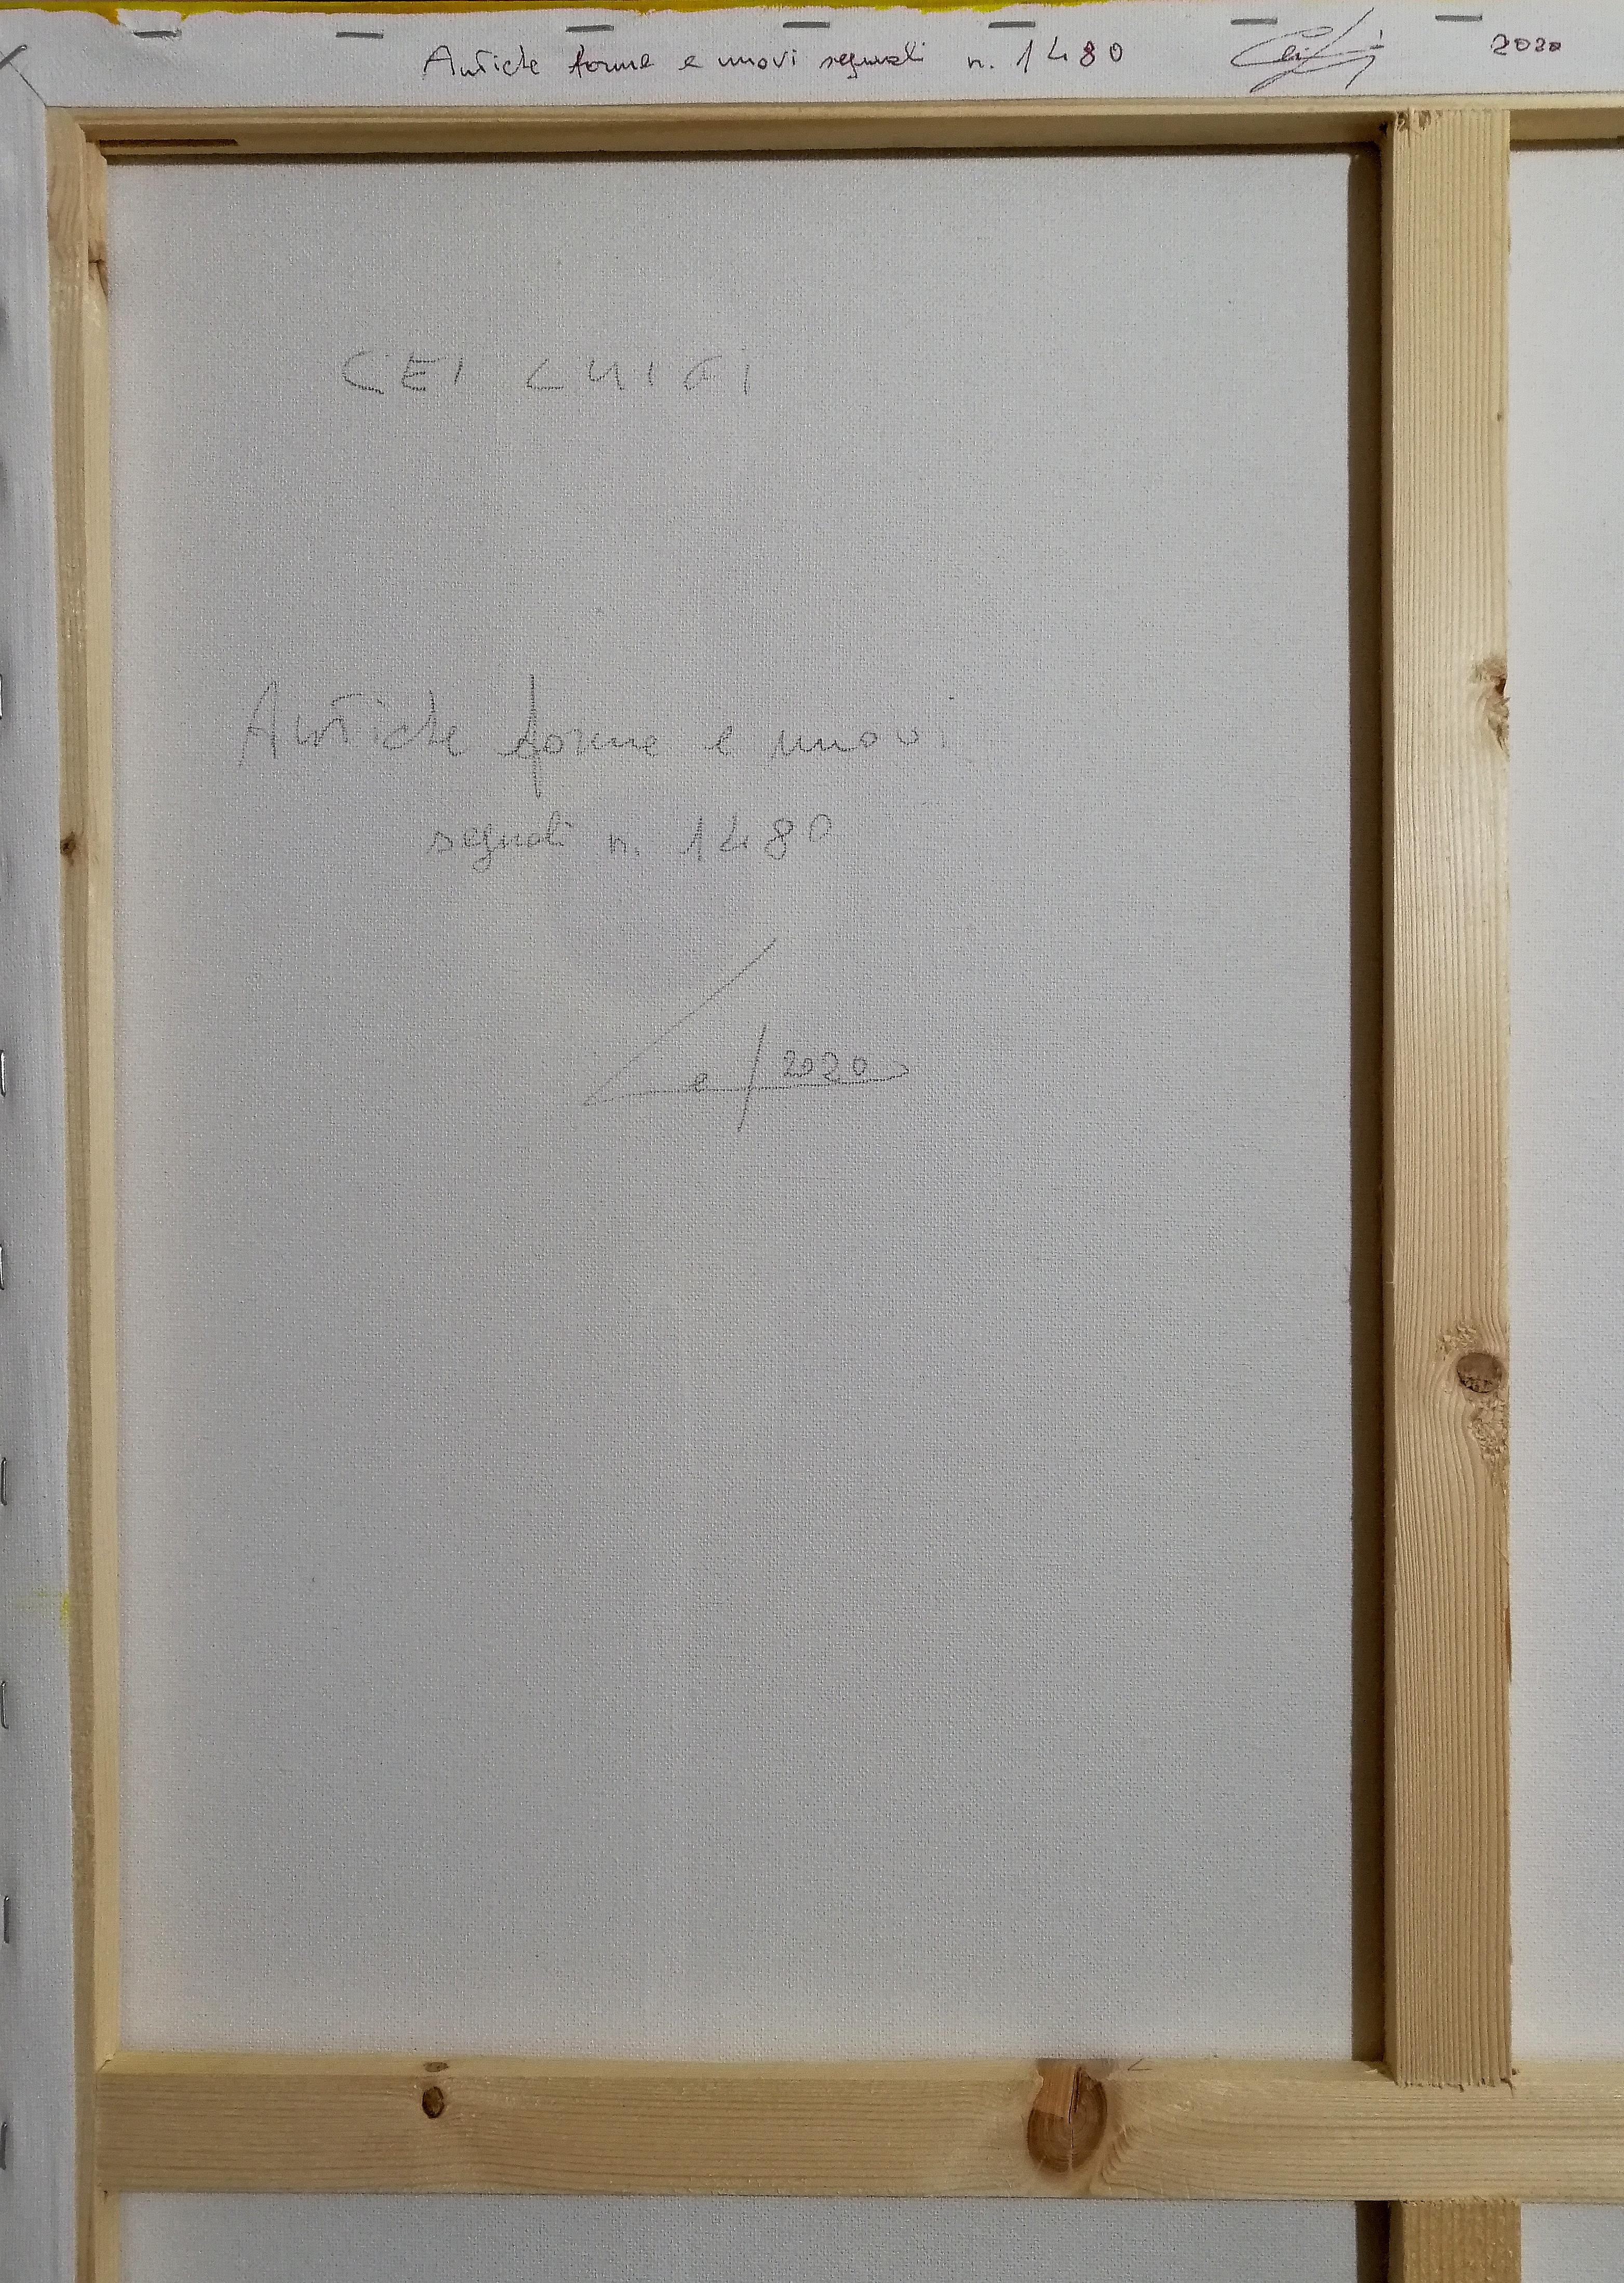 Antiche forme e nuovi segnali n. 1480 2020
CEI LUIGI
Antiche forme e nuovi
segnali n. 1480
2020